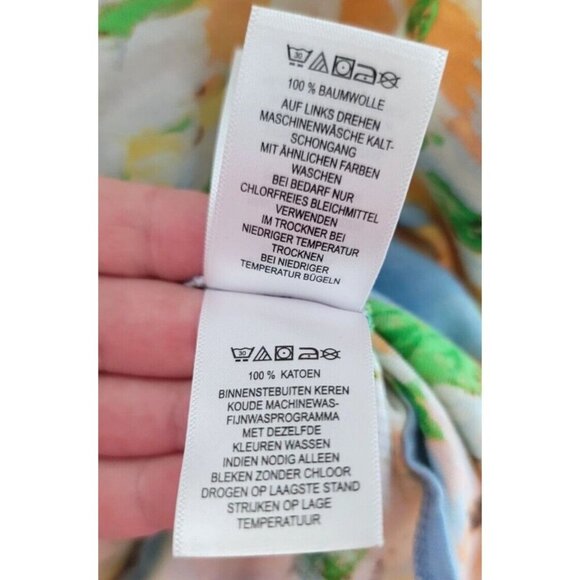 30
100 % BAUMWOLLE
AUF LINKS DREHEN
MASCHINENWÄSCHE KALT-
SCHONGANG
MIT ÄHNLICHEN FARBEN
WASCHEN
BEI BEDARF NUR
CHLORFREIES BLEICHMITTEL
VERWENDEN
IM TROCKNER BEI
NIEDRIGER TEMPERATUR
TROCKNEN
BEI NIEDRIGER
TEMPERATUR BÜGELN
30
100 % KATOEN
BINNENSTEBUITEN KEREN
KOUDE MACHINEWAS-
FIJNWASPROGRAMMA
MET DEZELFDE
KLEUREN WASSEN
INDIEN NODIG ALLEEN
BLEKEN ZONDER CHLOOR
DROGEN OP LAAGSTE STAND
STRIJKEN OP LAGE
TEMPERATUUR